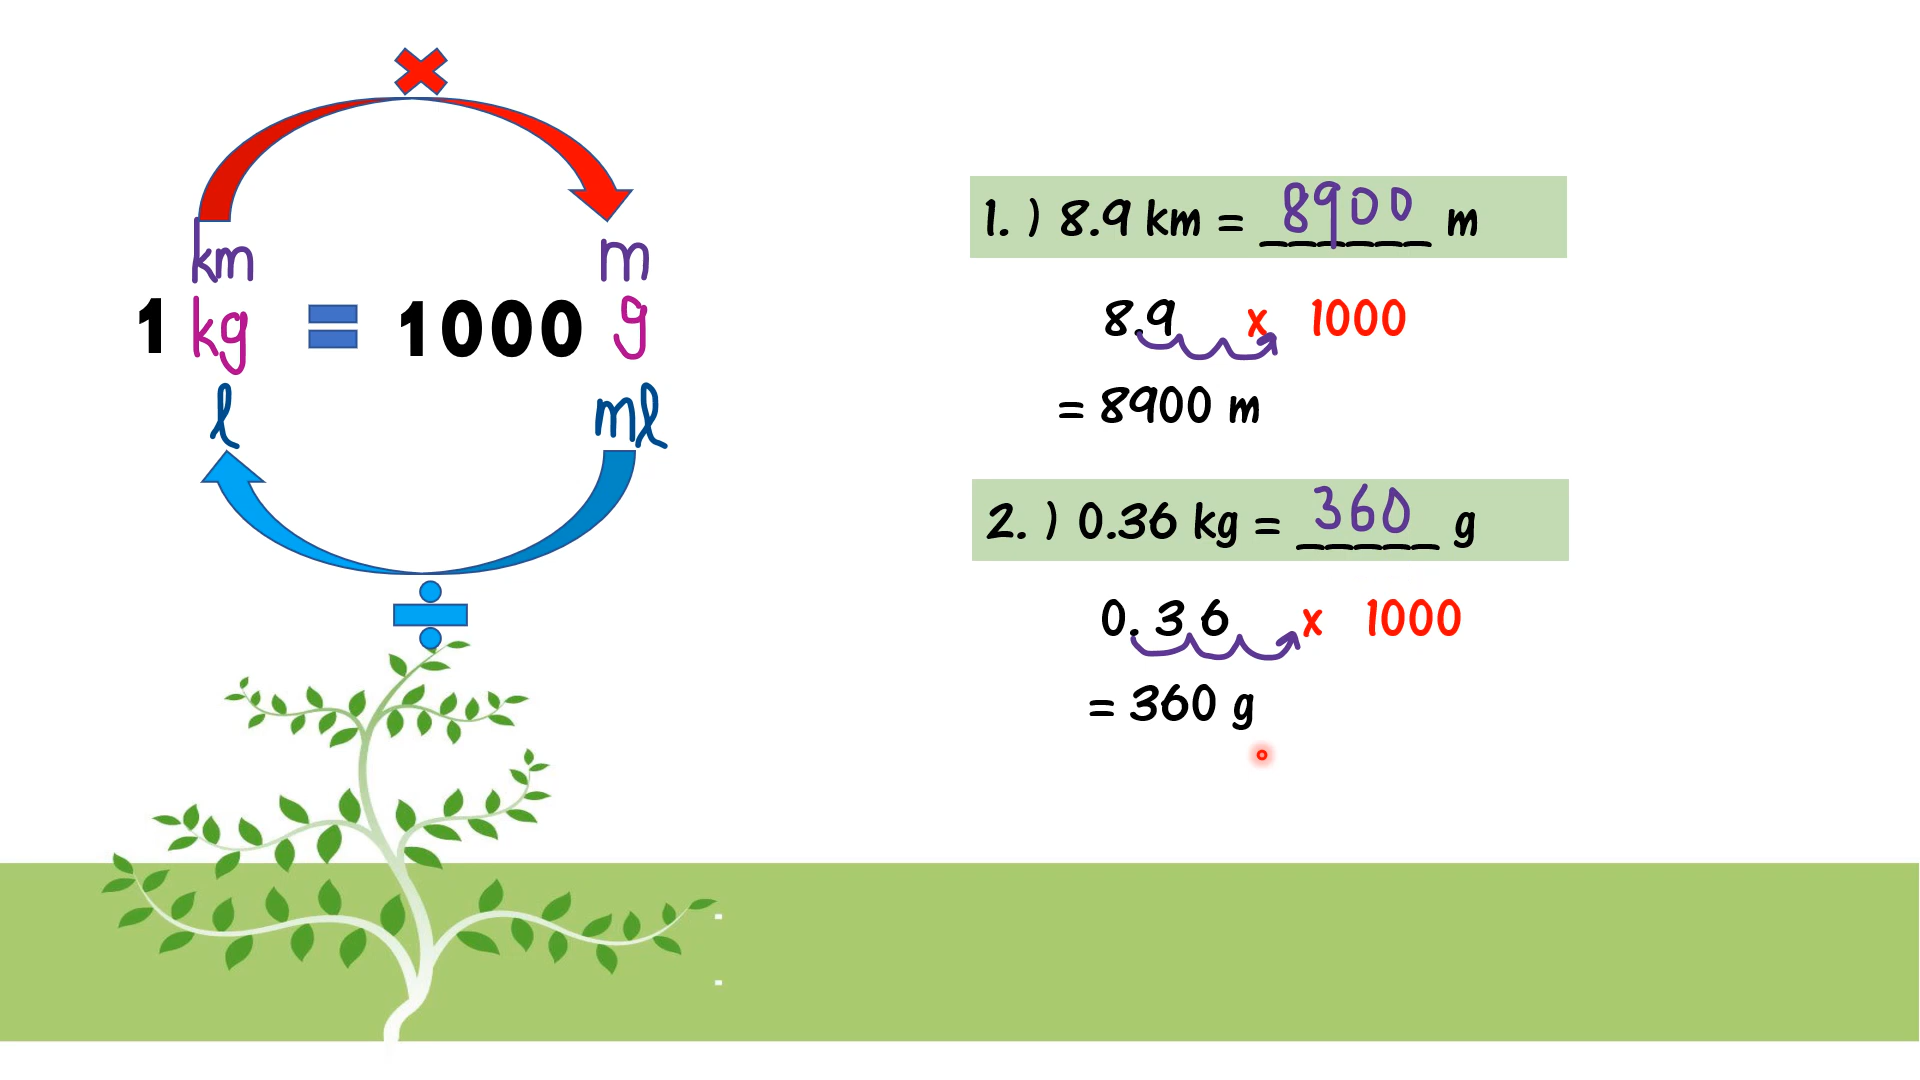 km m
1 kg = 1000 g
l ml
1. ) 8.9 km = 8900 m
8.9 x 1000
= 8900 m
2. ) 0.36 kg = 360 g
0.36 x 1000
= 360 g